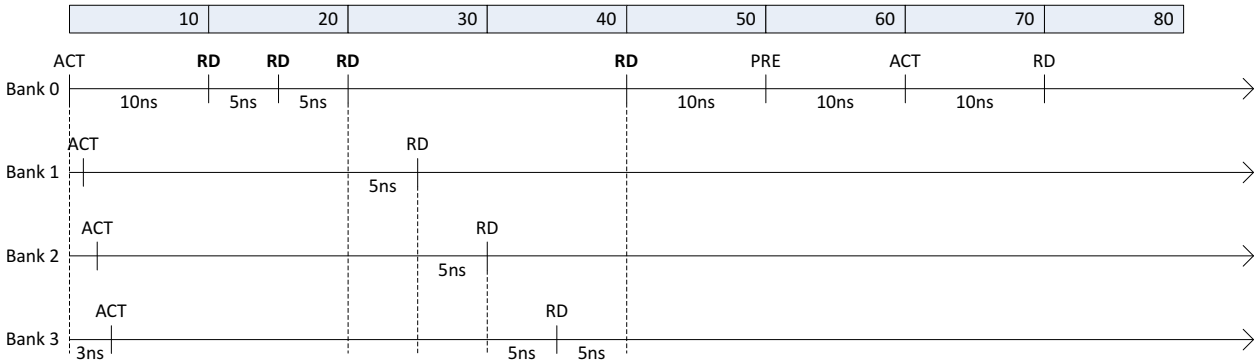 10 20 30 40 50 60 70 80
ACT RD RD RD RD PRE ACT RD
Bank 0
10ns 5ns 5ns 10ns 10ns 10ns
ACT RD
Bank 1
5ns
ACT RD
Bank 2
5ns
ACT RD
Bank 3
3ns 5ns 5ns